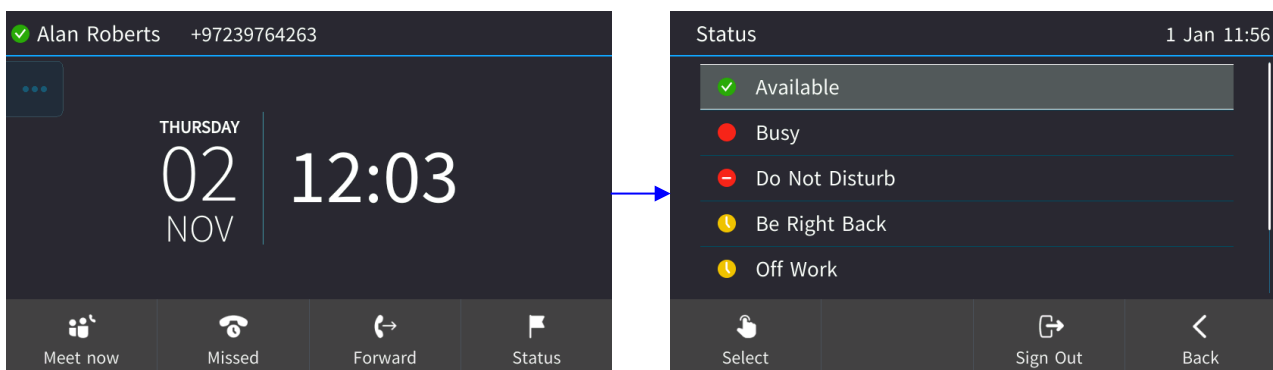 Alan Roberts +97239764263
THURSDAY
02
NOV
12:03
Meet now Missed Forward Status
Status 1 Jan 11:56
Available
Busy
Do Not Disturb
Be Right Back
Off Work
Select Sign Out Back